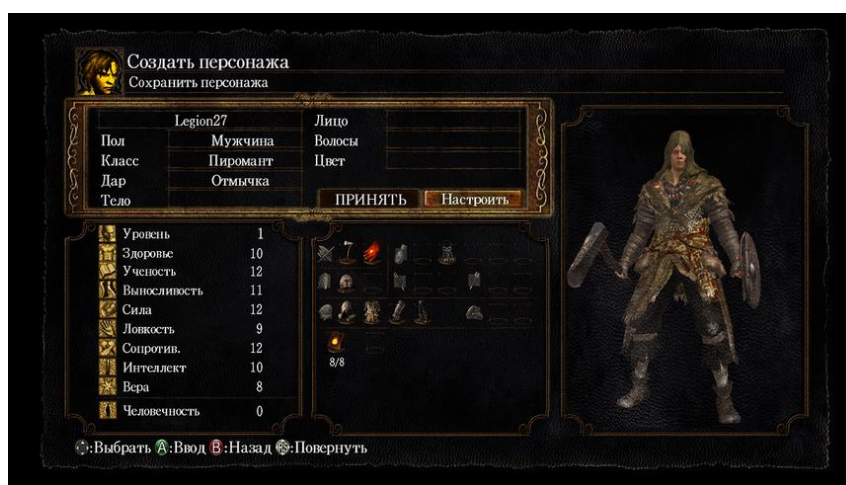 Создать персонажа
Сохранить персонажа
Legion27
Пол Мужчина
Класс Пиромант
Дар Отмычка
Тело
Лицо
Волосы
Цвет
ПРИНЯТЬ Настроить
Уровень 1
Здоровье 10
Ученость 12
Выносливость 11
Сила 12
Ловкость 9
Сопротив. 12
Интеллект 10
Вера 8
Человечность 0
8/8
:Выбрать A:Ввод B:Назад RS:Повернуть